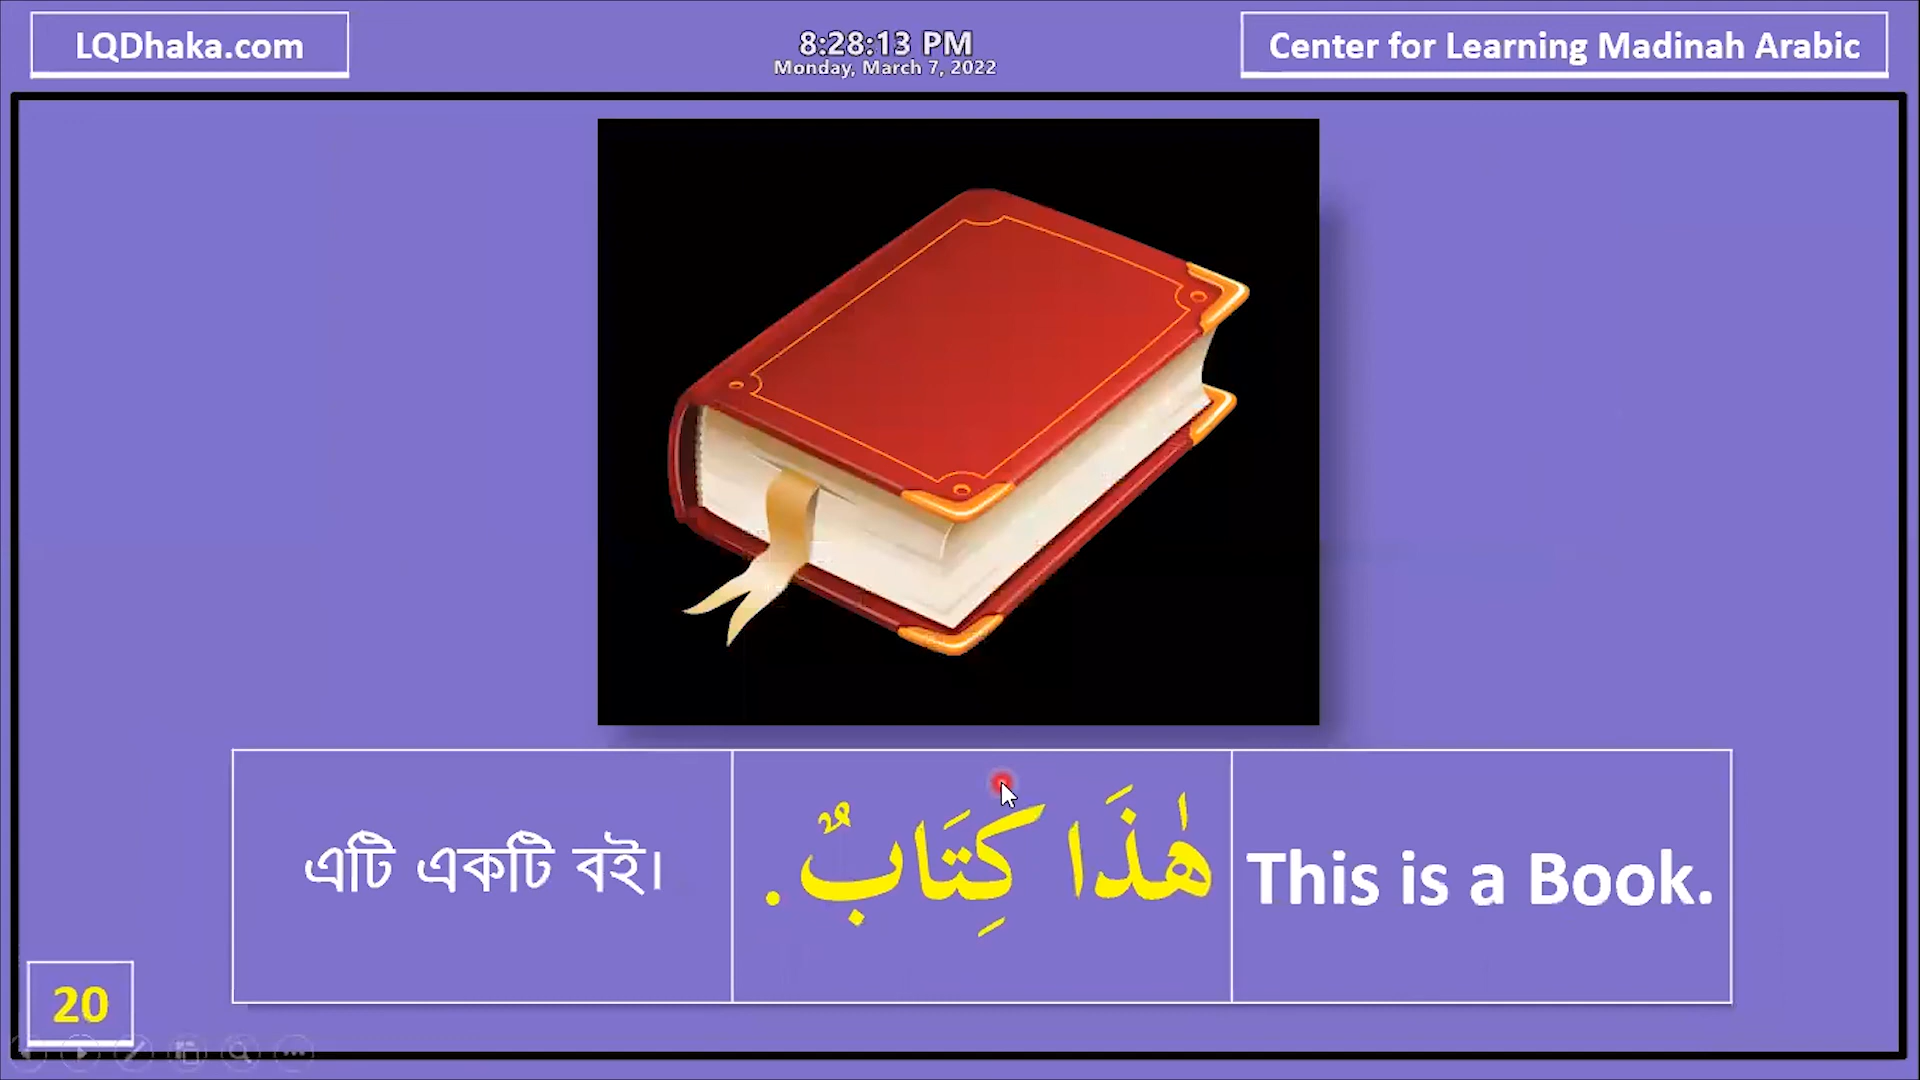 LQDhaka.com
8:28:13 PM
Monday, March 7, 2022
Center for Learning Madinah Arabic
এটি একটি বই।
هٰذَا كِتَابٌ .
This is a Book.
20